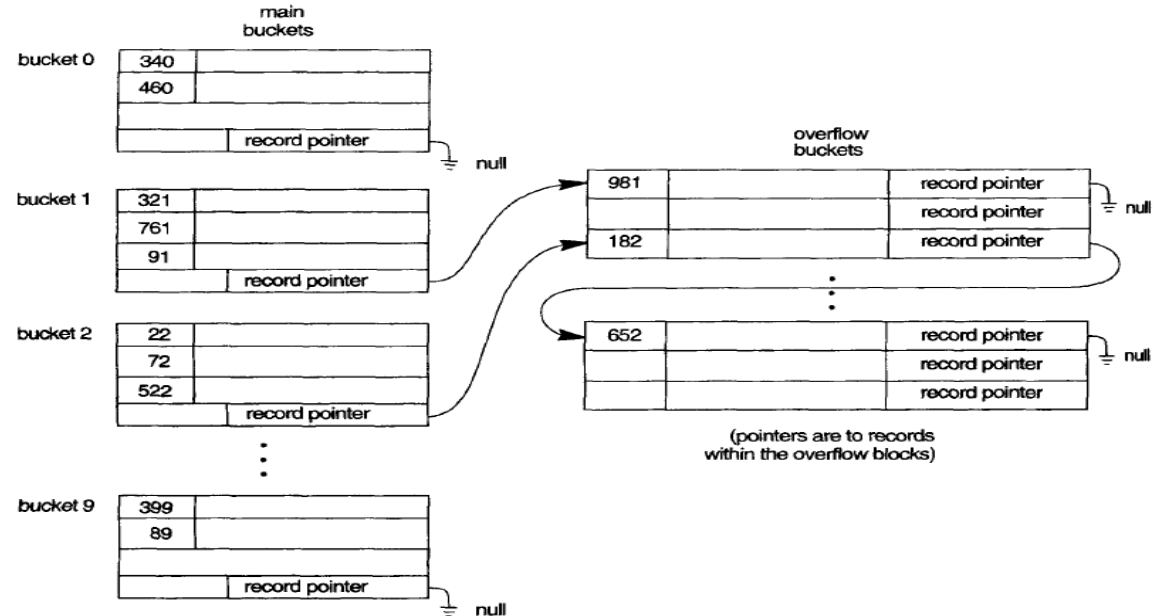 main
buckets
bucket 0
340
460
record pointer
null
bucket 1
321
761
91
record pointer
bucket 2
22
72
522
record pointer
bucket 9
399
89
record pointer
null
overflow
buckets
981 record pointer
null
record pointer
182 record pointer
652 record pointer
null
record pointer
record pointer
(pointers are to records
within the overflow blocks)